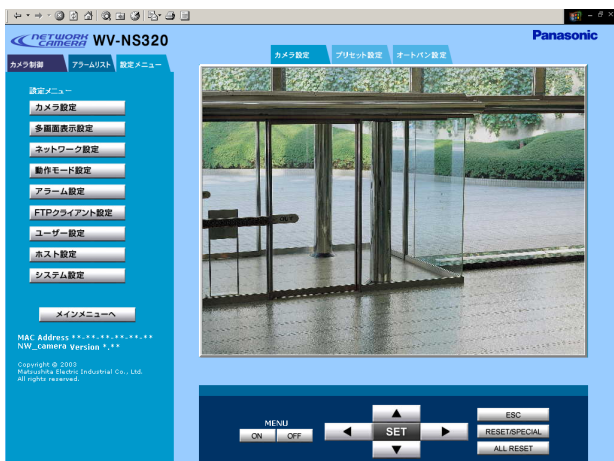 NETWORK CAMERA WV-NS320
Panasonic
カメラ制御 アラームリスト 設定メニュー
カメラ設定 プリセット設定 オートパン設定
設定メニュー
カメラ設定
多画面表示設定
ネットワーク設定
動作モード設定
アラーム設定
FTPクライアント設定
ユーザー設定
ホスト設定
システム設定
メインメニューへ
MAC Address **-**-**-**-**-**
NW_camera Version *.**
Copyright © 2003
Matsushita Electric Industrial Co., Ltd.
All rights reserved.
MENU
ON OFF
SET
ESC
RESET/SPECIAL
ALL RESET